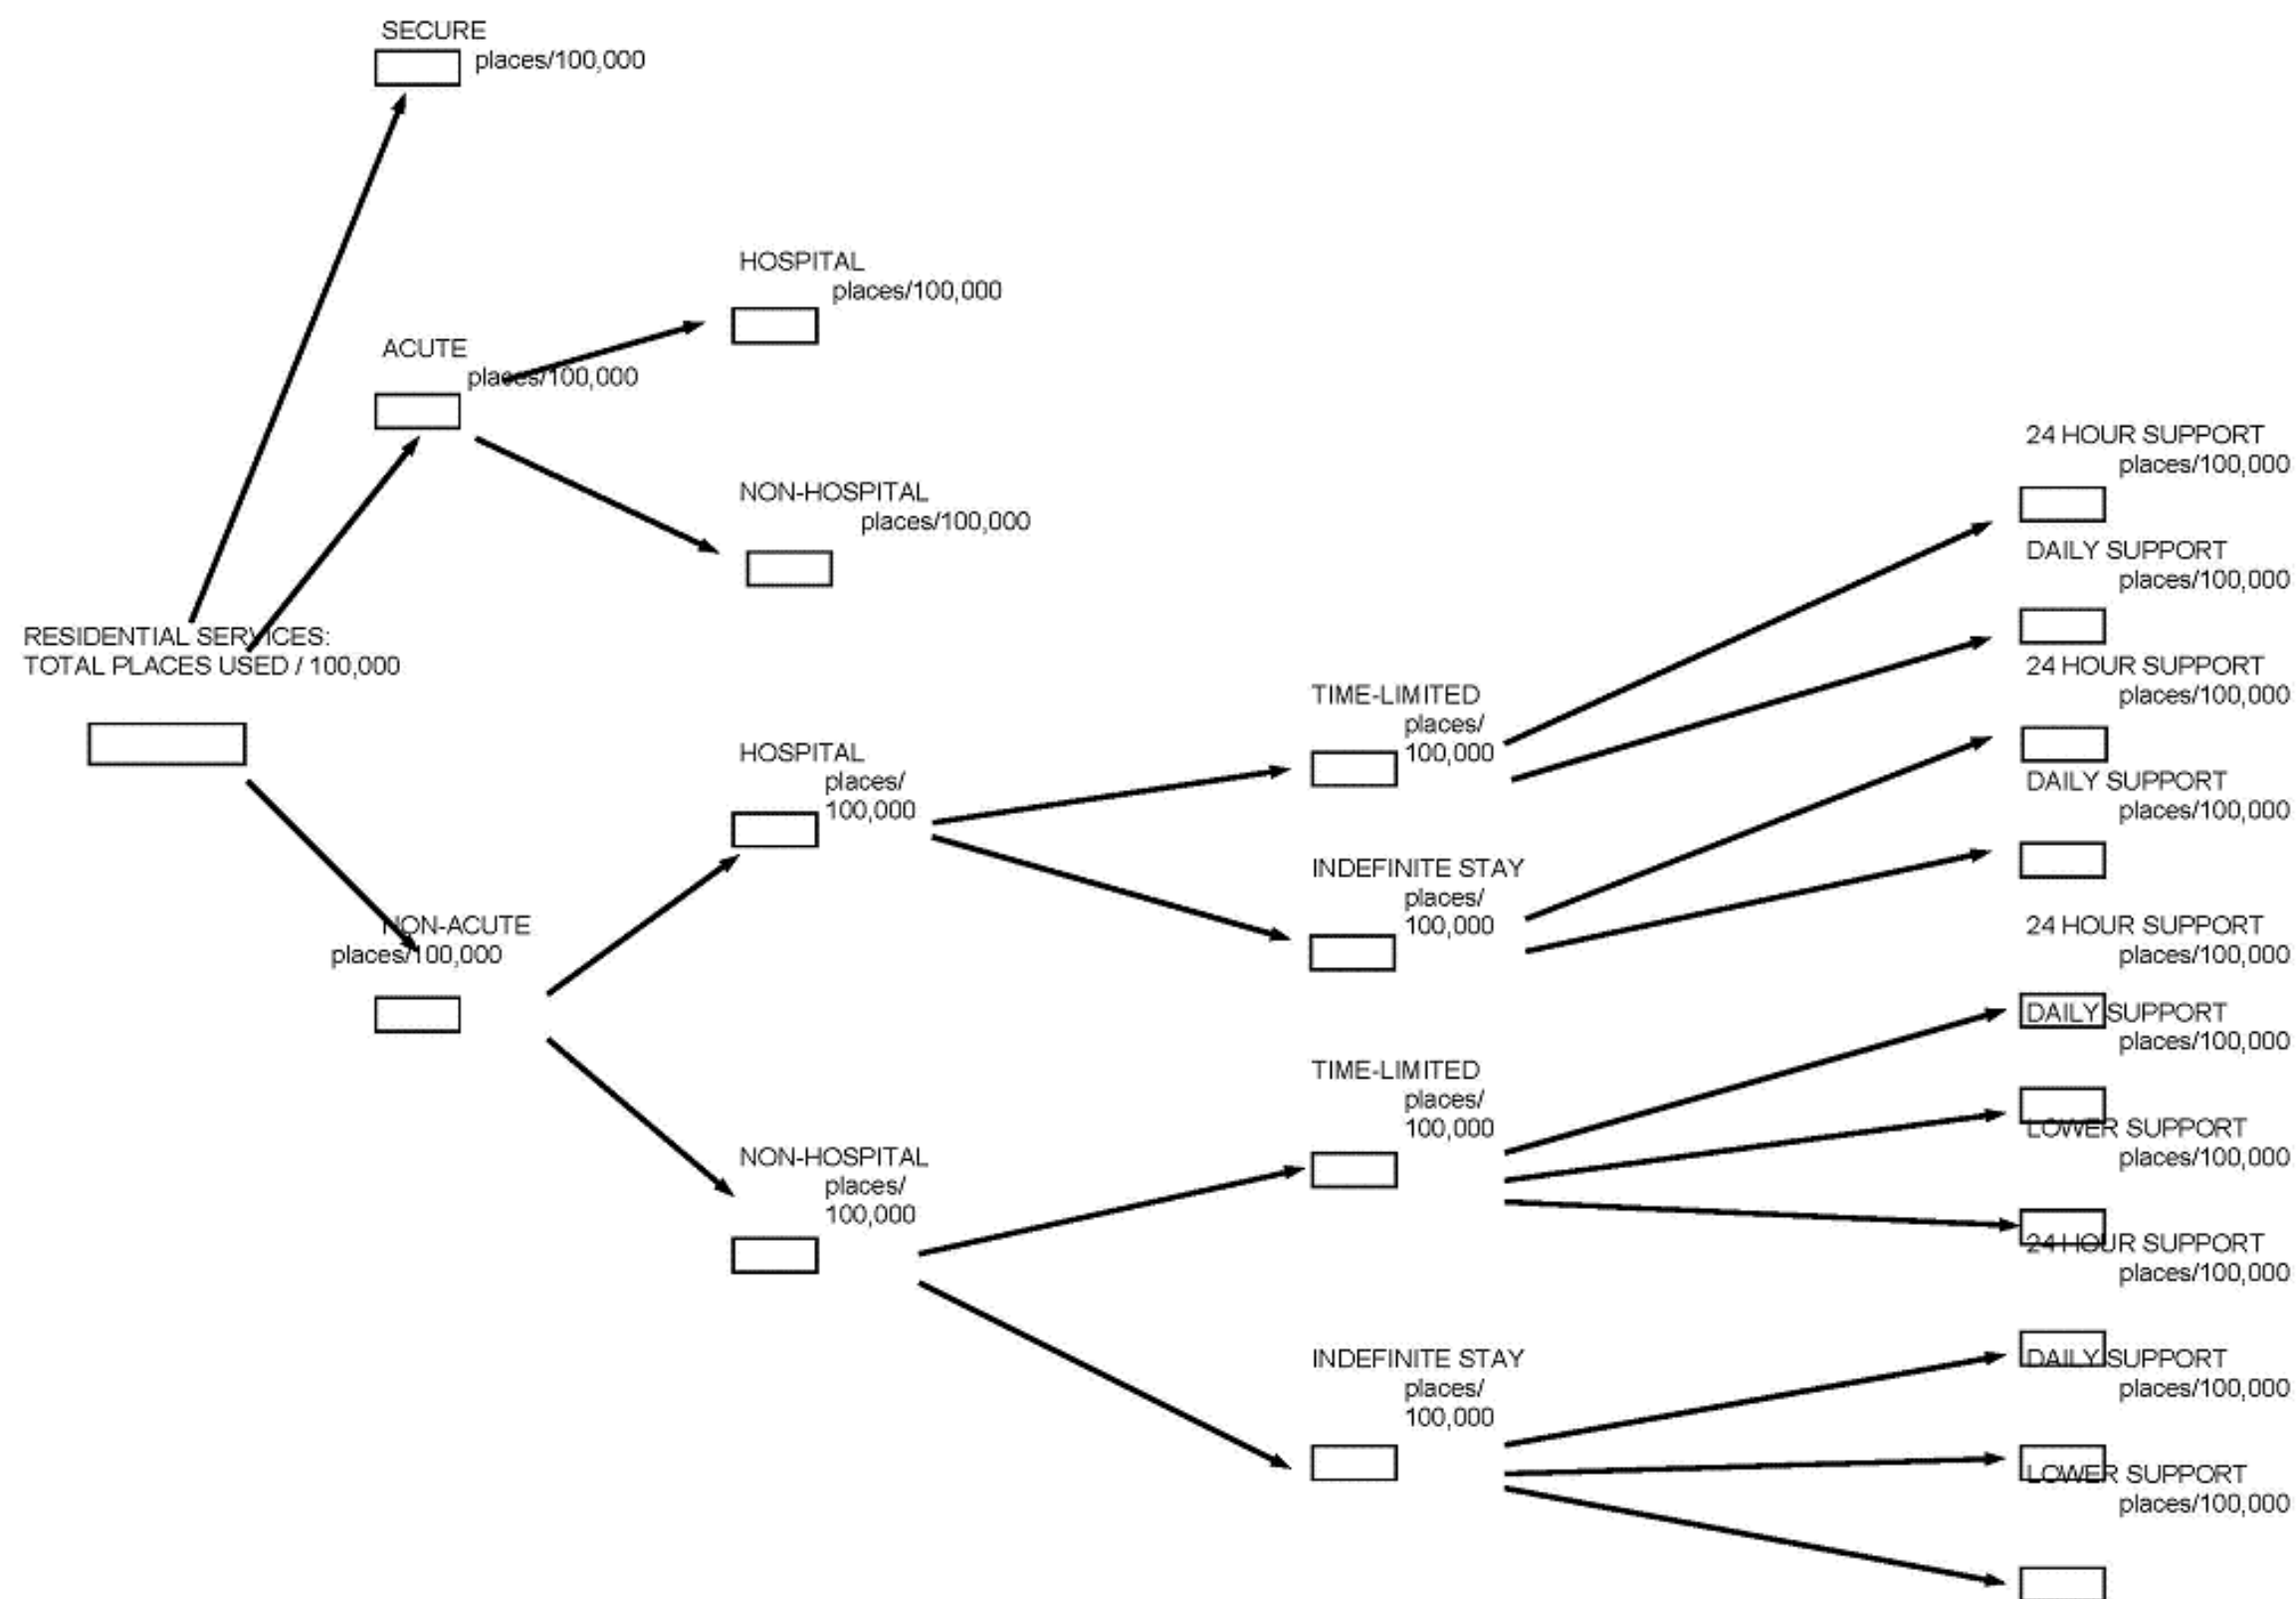 SECURE
places/100,000
HOSPITAL
places/100,000
ACUTE
places/100,000
NON-HOSPITAL
places/100,000
RESIDENTIAL SERVICES:
TOTAL PLACES USED / 100,000
NON-ACUTE
places/100,000
HOSPITAL
places/
100,000
NON-HOSPITAL
places/
100,000
TIME-LIMITED
places/
100,000
INDEFINITE STAY
places/
100,000
TIME-LIMITED
places/
100,000
INDEFINITE STAY
places/
100,000
24 HOUR SUPPORT
places/100,000
DAILY SUPPORT
places/100,000
24 HOUR SUPPORT
places/100,000
DAILY SUPPORT
places/100,000
24 HOUR SUPPORT
places/100,000
DAILY SUPPORT
places/100,000
LOWER SUPPORT
places/100,000
24 HOUR SUPPORT
places/100,000
DAILY SUPPORT
places/100,000
LOWER SUPPORT
places/100,000